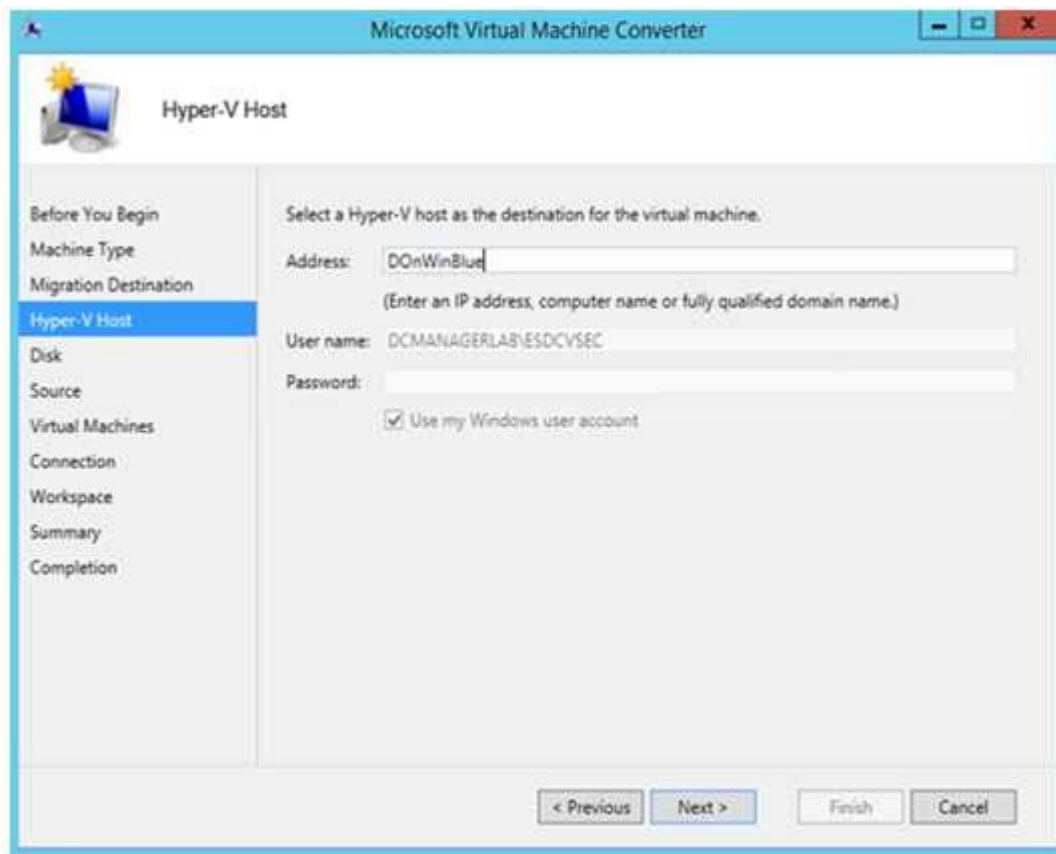 Microsoft Virtual Machine Converter
Hyper-V Host
Before You Begin
Machine Type
Migration Destination
Hyper-V Host
Disk
Source
Virtual Machines
Connection
Workspace
Summary
Completion
Select a Hyper-V host as the destination for the virtual machine.
Address: DOnWinBlue
(Enter an IP address, computer name or fully qualified domain name.)
User name: DCMANAGERLAB\ESDCVSEC
Password:
Use my Windows user account
< Previous Next > Finish Cancel